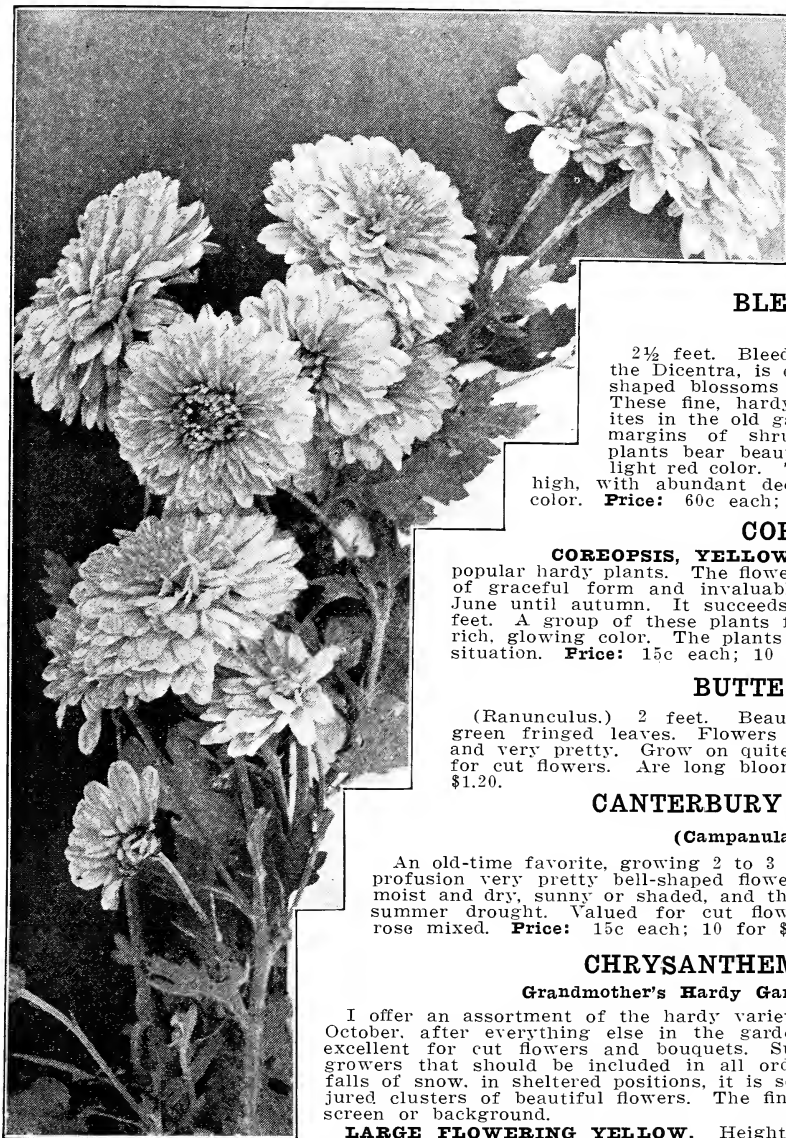 BLE
2½ feet. Bleed
the Dicentra, is e
shaped blossoms
These fine, hardy
ites in the old ga
margins of shru
plants bear beau
light red color. T
high, with abundant dec
color. Price: 60c each;
COR
COREOPSIS, YELLOW
popular hardy plants. The flowe
of graceful form and invaluab
June until autumn. It succeeds
feet. A group of these plants f
rich, glowing color. The plants
situation. Price: 15c each; 10
BUTTE
(Ranunculus.) 2 feet. Beau
green fringed leaves. Flowers
and very pretty. Grow on quite
for cut flowers. Are long bloom
$1.20.
CANTERBURY
(Campanula
An old-time favorite, growing 2 to 3
profusion very pretty bell-shaped flowe
moist and dry, sunny or shaded, and th
summer drought. Valued for cut flow
rose mixed. Price: 15c each; 10 for $
CHRYSANTHEM
Grandmother's Hardy Gar
I offer an assortment of the hardy variet
October, after everything else in the garde
excellent for cut flowers and bouquets. Su
growers that should be included in all ord
falls of snow, in sheltered positions, it is so
jured clusters of beautiful flowers. The fin
screen or background.
LARGE FLOWERING YELLOW. Height